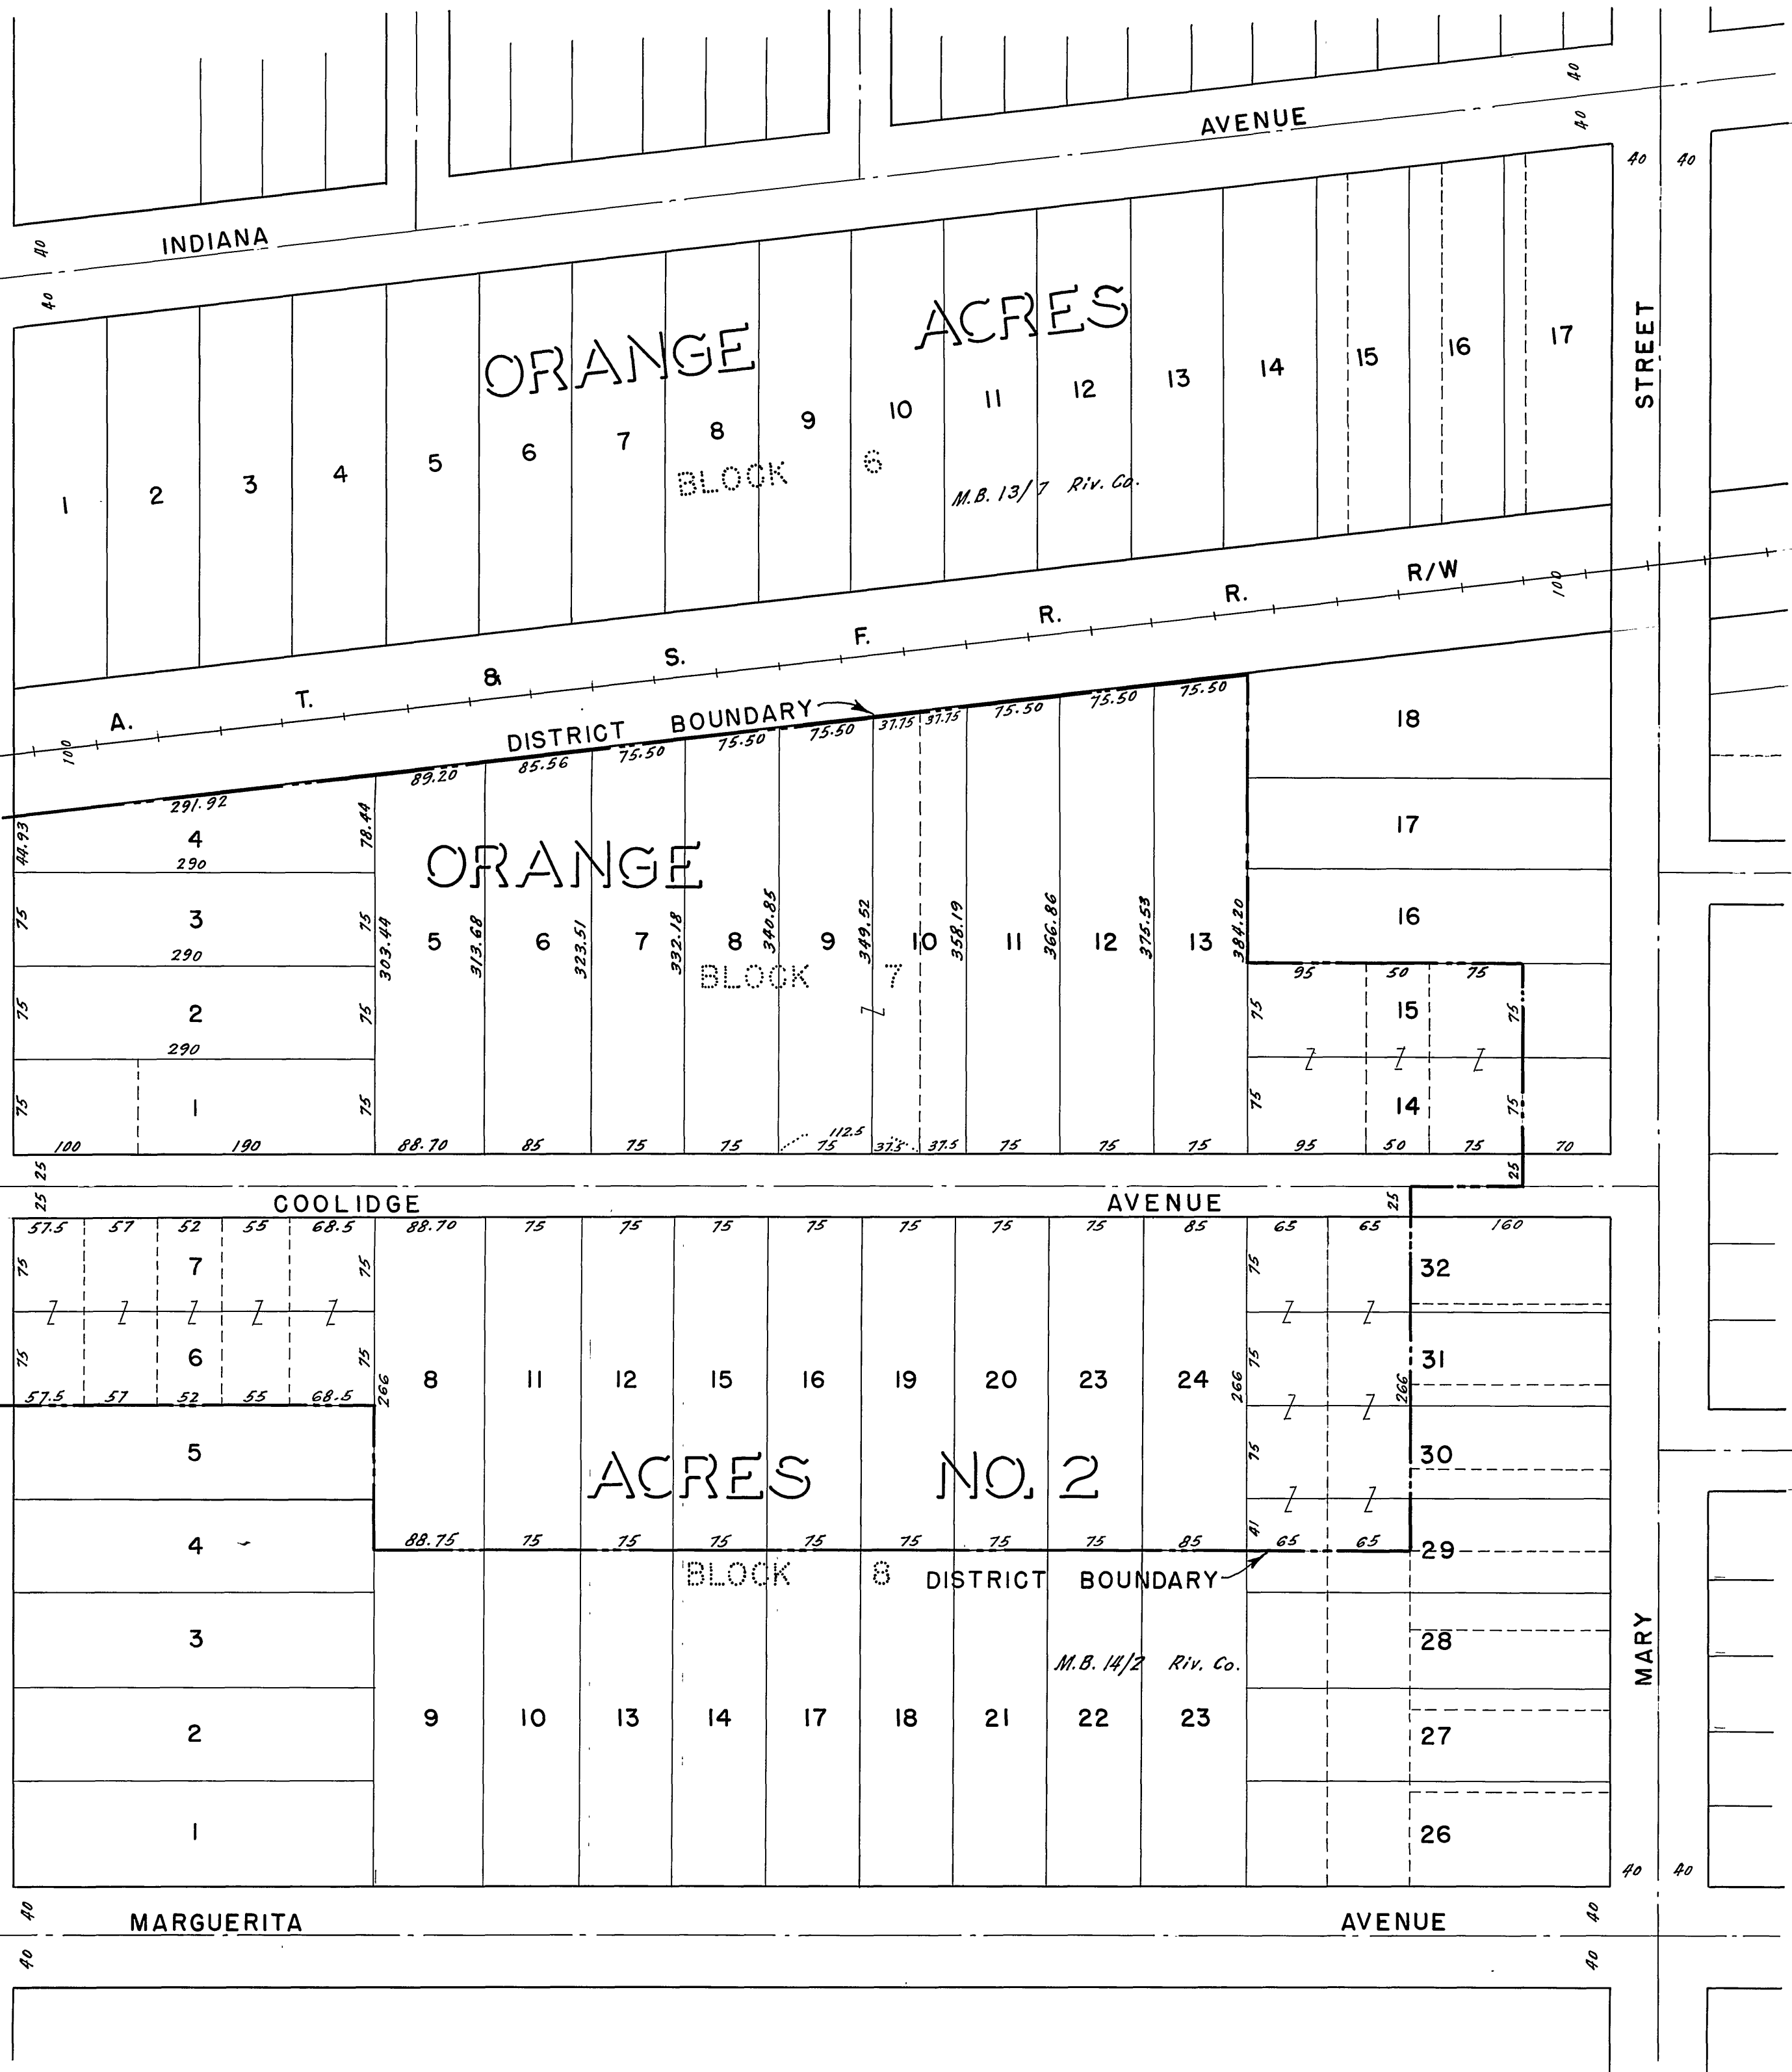 40
40
AVENUE
40 40
INDIANA
40
40
STREET
ORANGE ACRES
1 2 3 4 5 6 7 8 9 10 11 12 13 14 15 16 17
BLOCK 6
M.B. 13/7 Riv. Co.
A. T. & S. F. R. R. R/W
100
100
DISTRICT BOUNDARY
291.92 89.20 85.56 75.50 75.50 75.50 37.75 37.75 75.50 75.50 75.50
18
17
16
44.93 4 78.44
290
75 3 75
290
75 2 75
290
75 1 75
ORANGE
303.44 5 313.68 6 323.51 7 332.18 8 340.85 9 349.52 10 358.19 11 366.86 12 375.53 13 384.20
BLOCK 7
95 50 75
75 15 75
75 14 75
112.5
100 190 88.70 85 75 75 75 37.5 37.5 75 75 75 95 50 75 70
25
25
25
25
COOLIDGE AVENUE
57.5 57 52 55 68.5 88.70 75 75 75 75 75 75 75 85 65 65 160
75 7 75
75 6 75
57.5 57 52 55 68.5
266 8 11 12 15 16 19 20 23 24 266
75 32
75 31
266
75 30
41
5
4
3
2
1
ACRES NO. 2
88.75 75 75 75 75 75 75 75 85 65 65
29
BLOCK 8 DISTRICT BOUNDARY
28
M.B. 14/2 Riv. Co.
MARY
9 10 13 14 17 18 21 22 23
27
26
40 40
40
40
MARGUERITA AVENUE
40
40